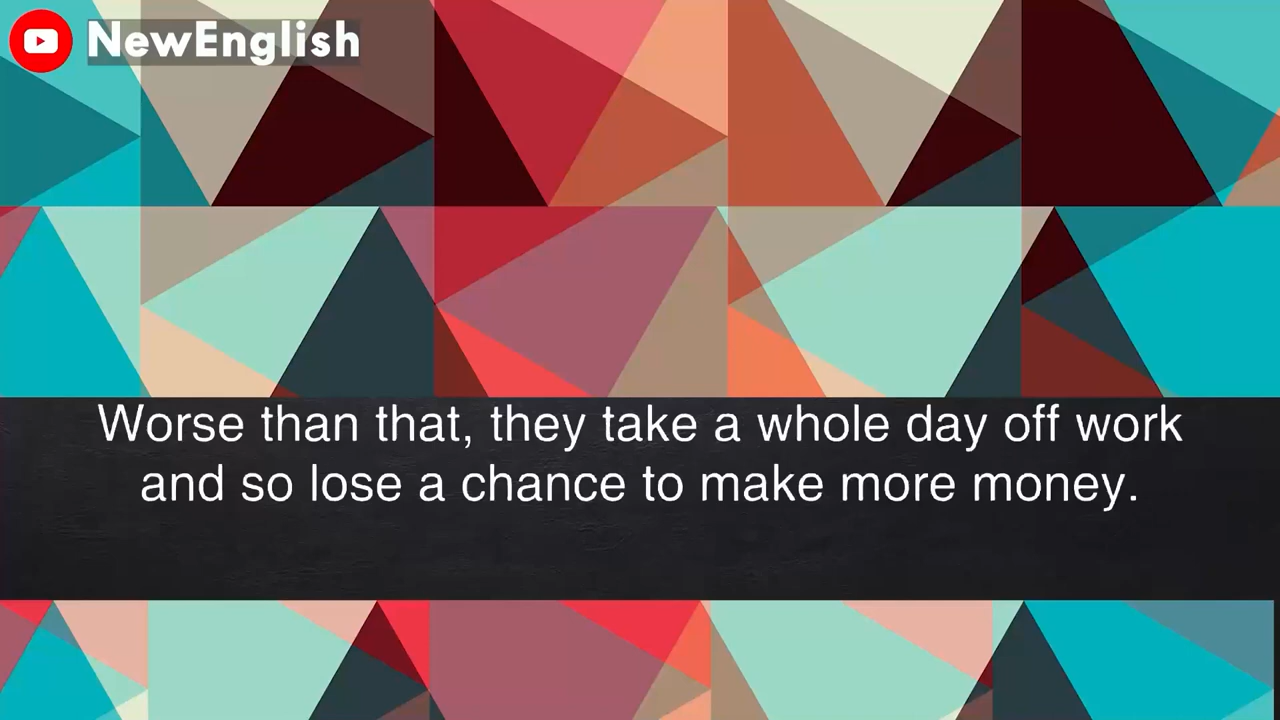 NewEnglish
Worse than that, they take a whole day off work
and so lose a chance to make more money.